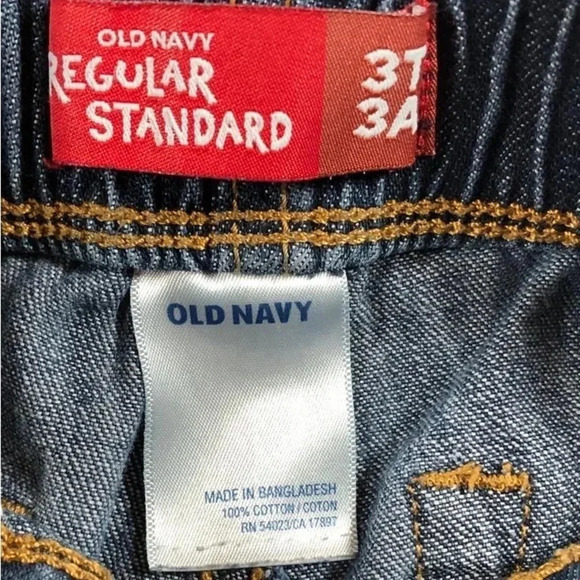 OLD NAVY
REGULAR
STANDARD
3T
3A
OLD NAVY
MADE IN BANGLADESH
100% COTTON / COTON
RN 54023/CA 17897